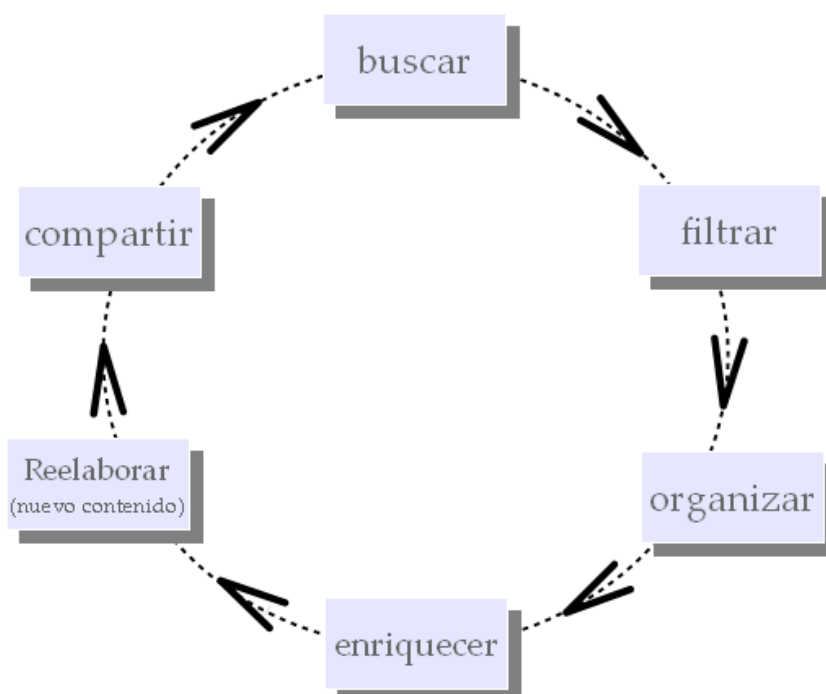 buscar
filtrar
organizar
enriquecer
Reelaborar
(nuevo contenido)
compartir